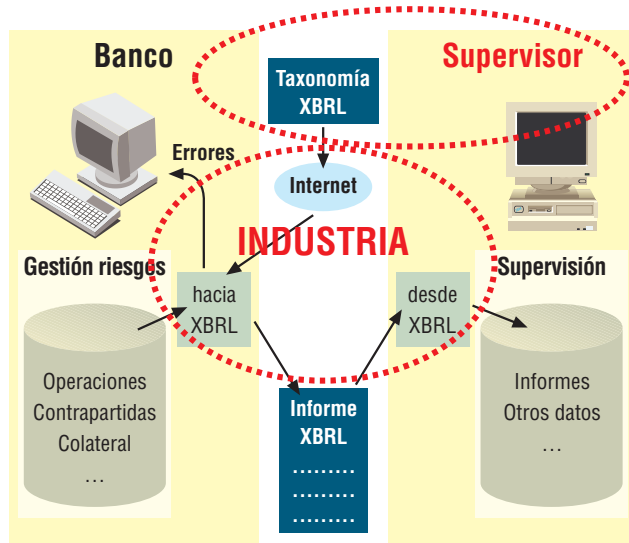 Banco
Supervisor
Taxonomía
XBRL
Errores
Internet
INDUSTRIA
Gestión riesgos
Supervisión
hacia
XBRL
desde
XBRL
Operaciones
Contrapartidas
Colateral
...
Informe
XBRL
.........
.........
.........
Informes
Otros datos
...